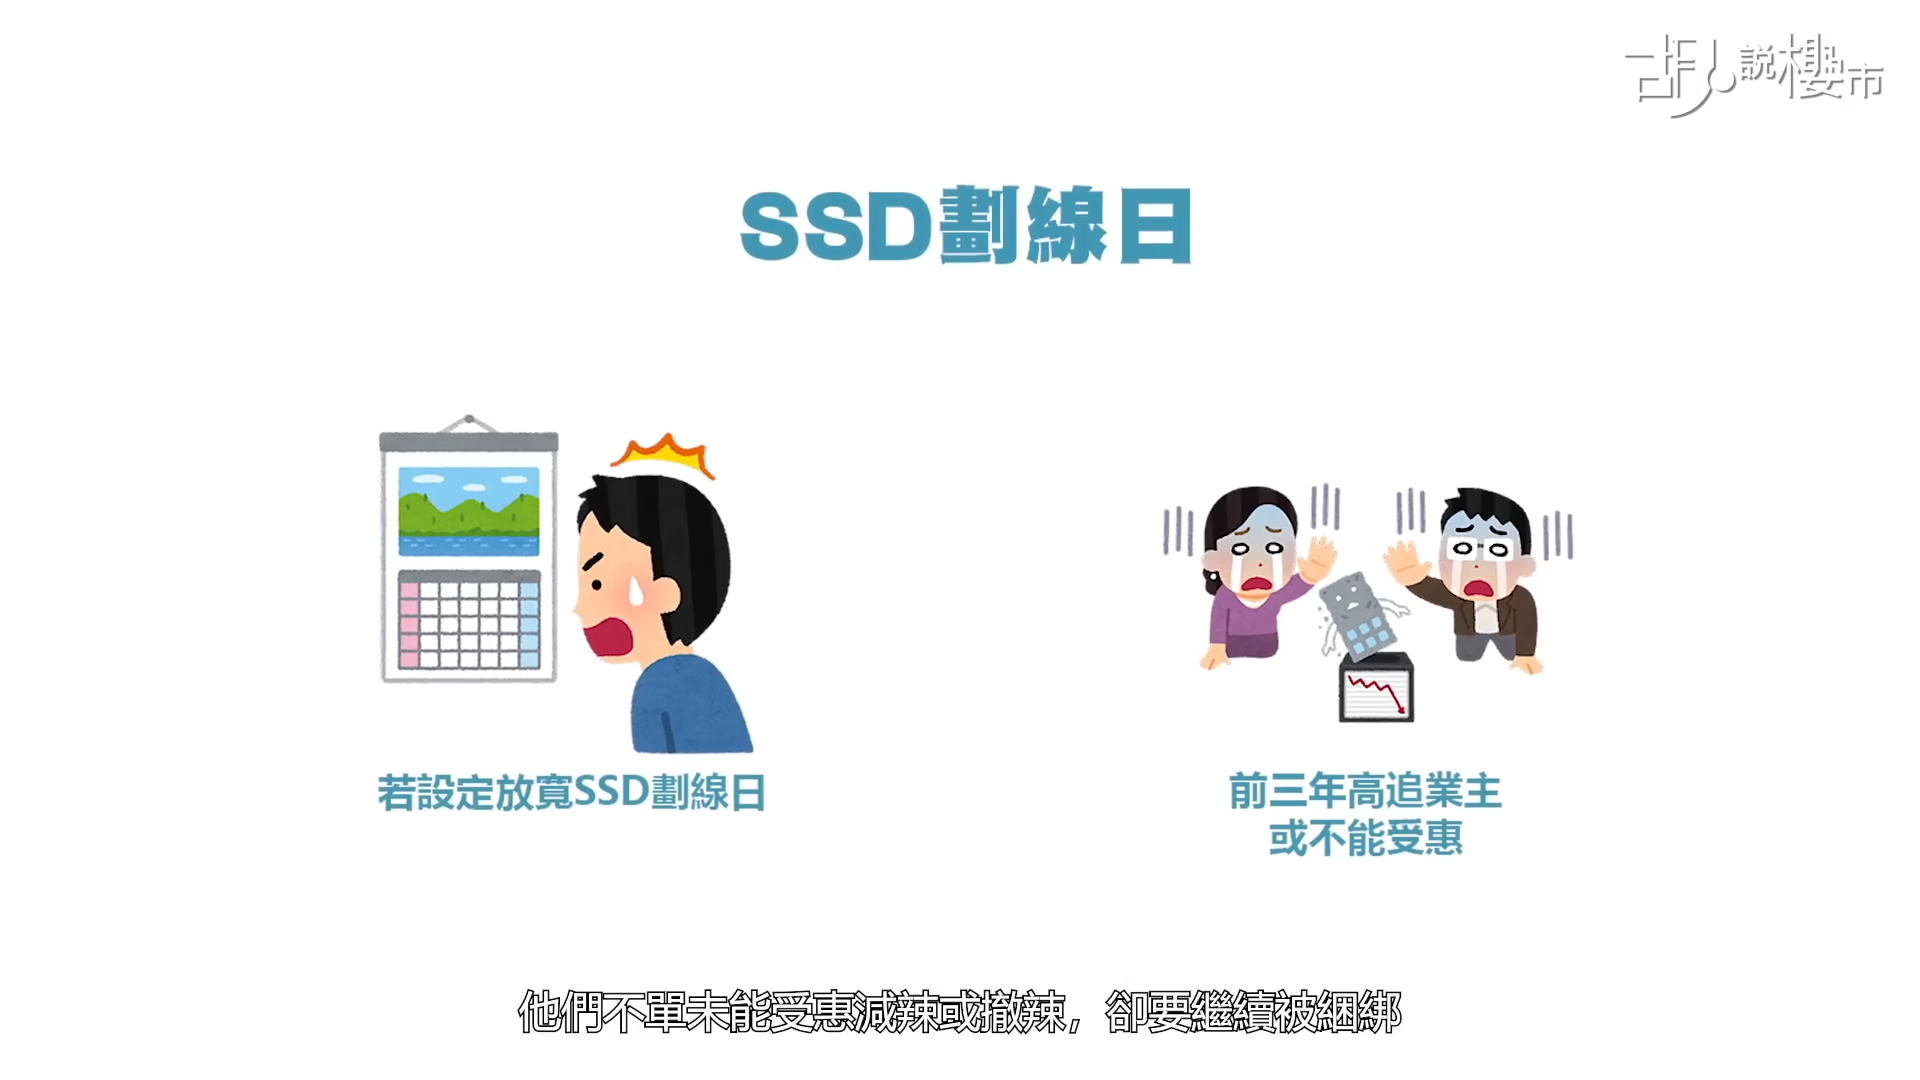 胡．說樓市
SSD劃線日
若設定放寬SSD劃線日
前三年高追業主
或不能受惠
他們不單未能受惠減辣或撤辣，卻要繼續被綑綁